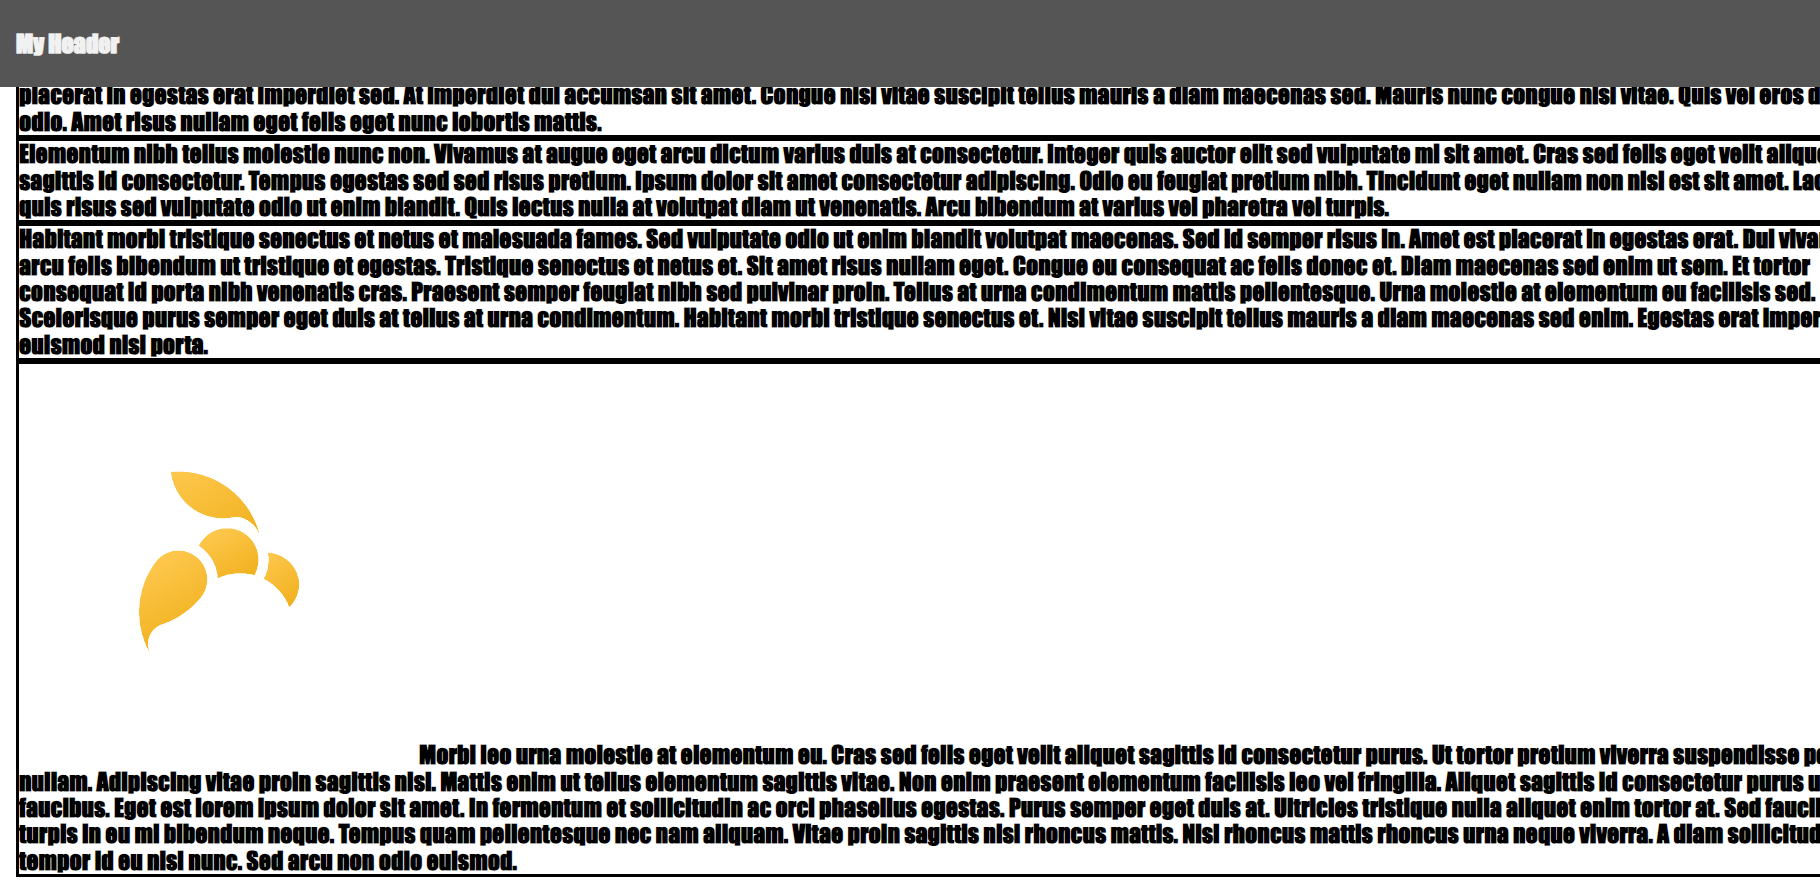 My Header
placerat in egestas erat imperdiet sed. At imperdiet dui accumsan sit amet. Congue nisi vitae suscipit tellus mauris a diam maecenas sed. Mauris nunc congue nisi vitae. Quis vel eros
odio. Amet risus nullam eget felis eget nunc lobortis mattis.
Elementum nibh tellus molestie nunc non. Vivamus at augue eget arcu dictum varius duis at consectetur. Integer quis auctor elit sed vulputate mi sit amet. Cras sed felis eget velit
sagittis id consectetur. Tempus egestas sed sed risus pretium. Ipsum dolor sit amet consectetur adipiscing. Odio eu feugiat pretium nibh. Tincidunt eget nullam non nisi est sit amet.
quis risus sed vulputate odio ut enim blandit. Quis lectus nulla at volutpat diam ut venenatis. Arcu bibendum at varius vel pharetra vel turpis.
Habitant morbi tristique senectus et netus et malesuada fames. Sed vulputate odio ut enim blandit volutpat maecenas. Sed id semper risus in. Amet est placerat in egestas erat. Dui
arcu felis bibendum ut tristique et egestas. Tristique senectus et netus et. Sit amet risus nullam eget. Congue eu consequat ac felis donec et. Diam maecenas sed enim ut sem. Et tortor
consequat id porta nibh venenatis cras. Praesent semper feugiat nibh sed pulvinar proin. Tellus at urna condimentum mattis pellentesque. Urna molestie at elementum eu facilisis sed.
Scelerisque purus semper eget duis at tellus at urna condimentum. Habitant morbi tristique senectus et. Nisi vitae suscipit tellus mauris a diam maecenas sed enim. Egestas erat
euismod nisi porta.
Morbi leo urna molestie at elementum eu. Cras sed felis eget velit aliquet sagittis id consectetur purus. Ut tortor pretium viverra suspendisse
nullam. Adipiscing vitae proin sagittis nisl. Mattis enim ut tellus elementum sagittis vitae. Non enim praesent elementum facilisis leo vel fringilla. Aliquet sagittis id consectetur purus
faucibus. Eget est lorem ipsum dolor sit amet. In fermentum et sollicitudin ac orci phasellus egestas. Purus semper eget duis at. Ultricies tristique nulla aliquet enim tortor at. Sed
turpis in eu mi bibendum neque. Tempus quam pellentesque nec nam aliquam. Vitae proin sagittis nisl rhoncus mattis. Nisl rhoncus mattis rhoncus urna neque viverra. A diam
tempor id eu nisl nunc. Sed arcu non odio euismod.